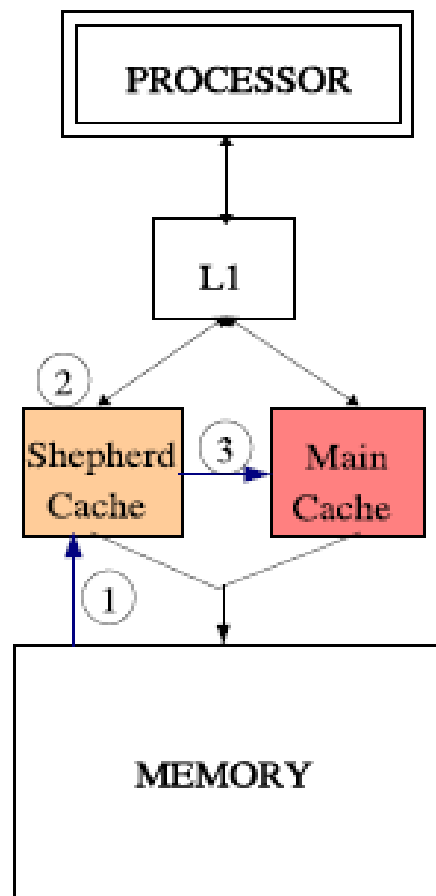 PROCESSOR
L1
2
Shepherd
Cache
3
Main
Cache
1
MEMORY